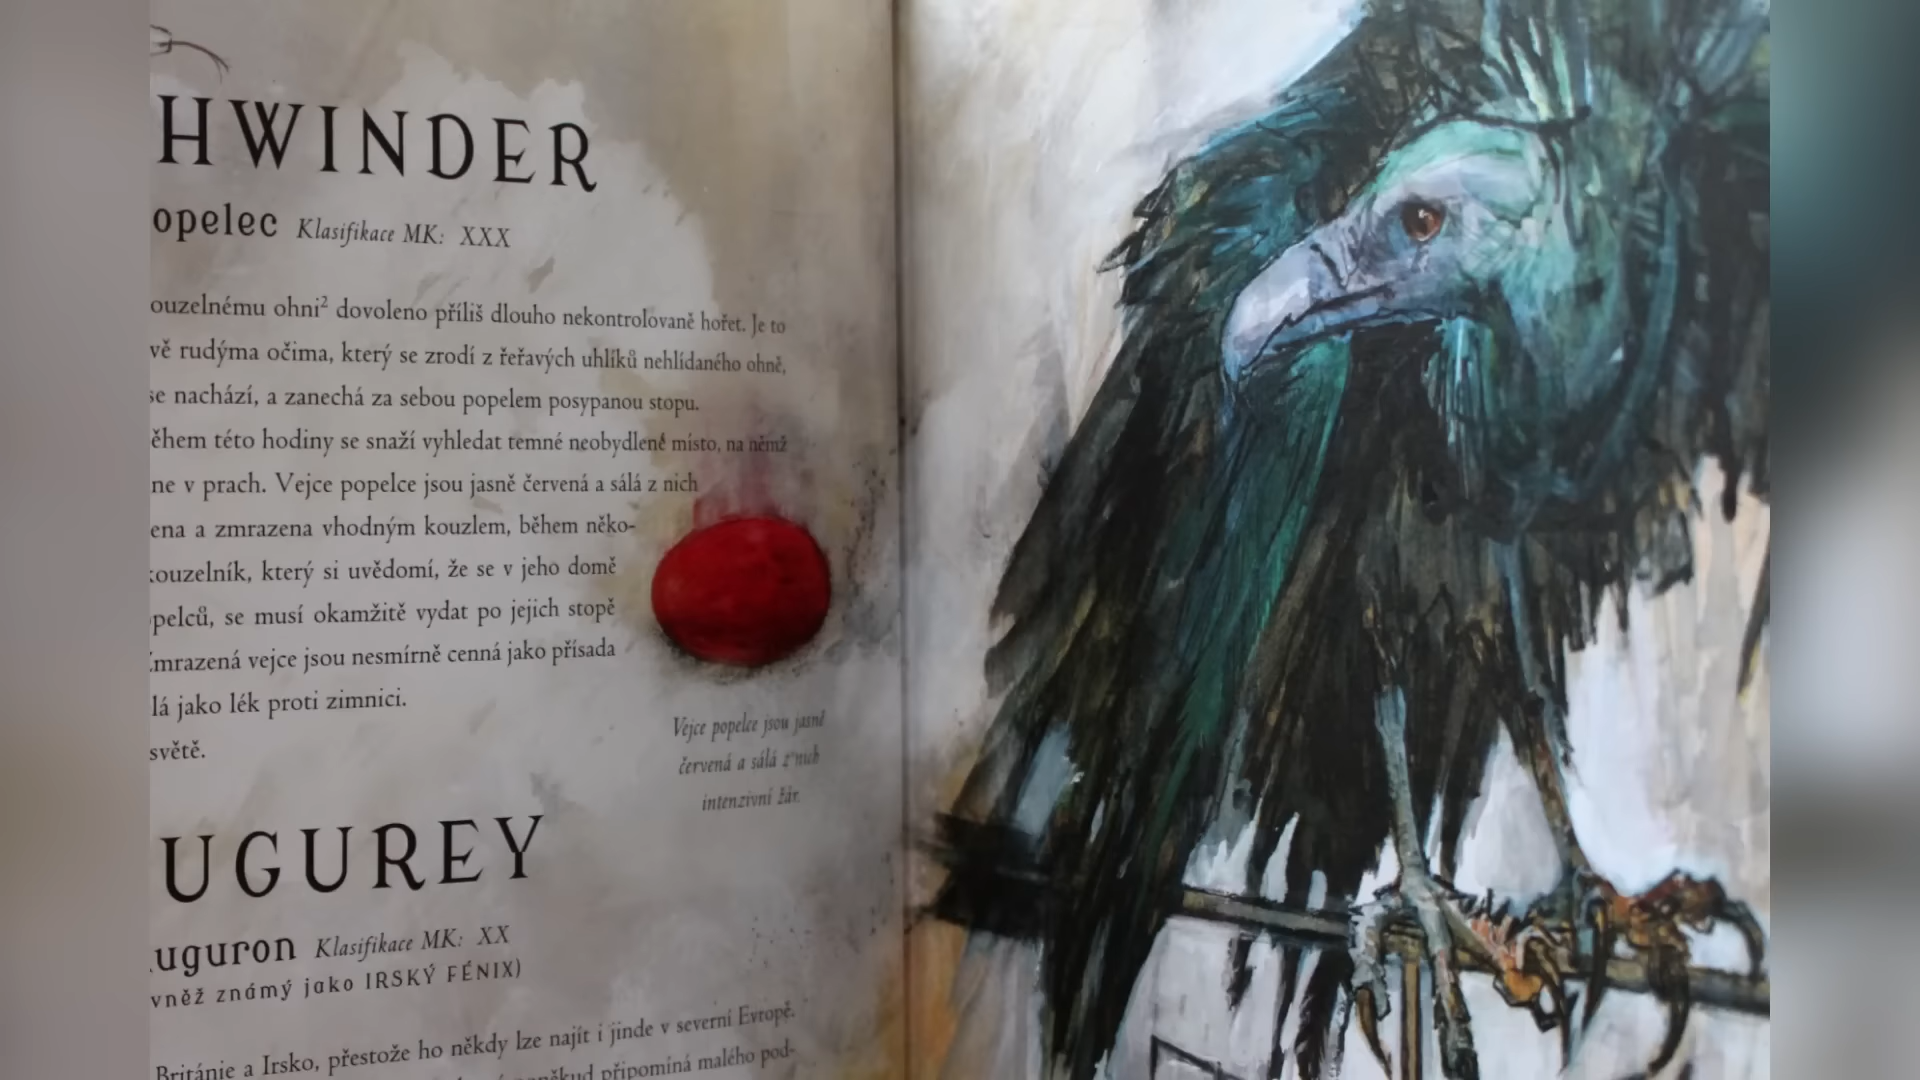 HWINDER
opelec Klasifikace MK: XXX
ouzelnému ohni² dovoleno příliš dlouho nekontrolovaně hořet. Je to
vě rudýma očima, který se zrodí z řeřavých uhlíků nehlídaného ohně,
se nachází, a zanechá za sebou popelem posypanou stopu.
ěhem této hodiny se snaží vyhledat temné neobydlené místo, na němž
ne v prach. Vejce popelce jsou jasně červená a sálá z nich
ena a zmrazena vhodným kouzlem, během něko-
kouzelník, který si uvědomí, že se v jeho domě
pelců, se musí okamžitě vydat po jejich stopě
Zmrazená vejce jsou nesmírně cenná jako přísada
lá jako lék proti zimnici.
světě.
Vejce popelce jsou jasně
červená a sálá z nich
intenzivní žár.
UGUREY
uguron Klasifikace MK: XX
vněž známý jako IRSKÝ FÉNIX)
Británie a Irsko, přestože ho někdy lze najít i jinde v severní Evropě.
připomíná malého pod-